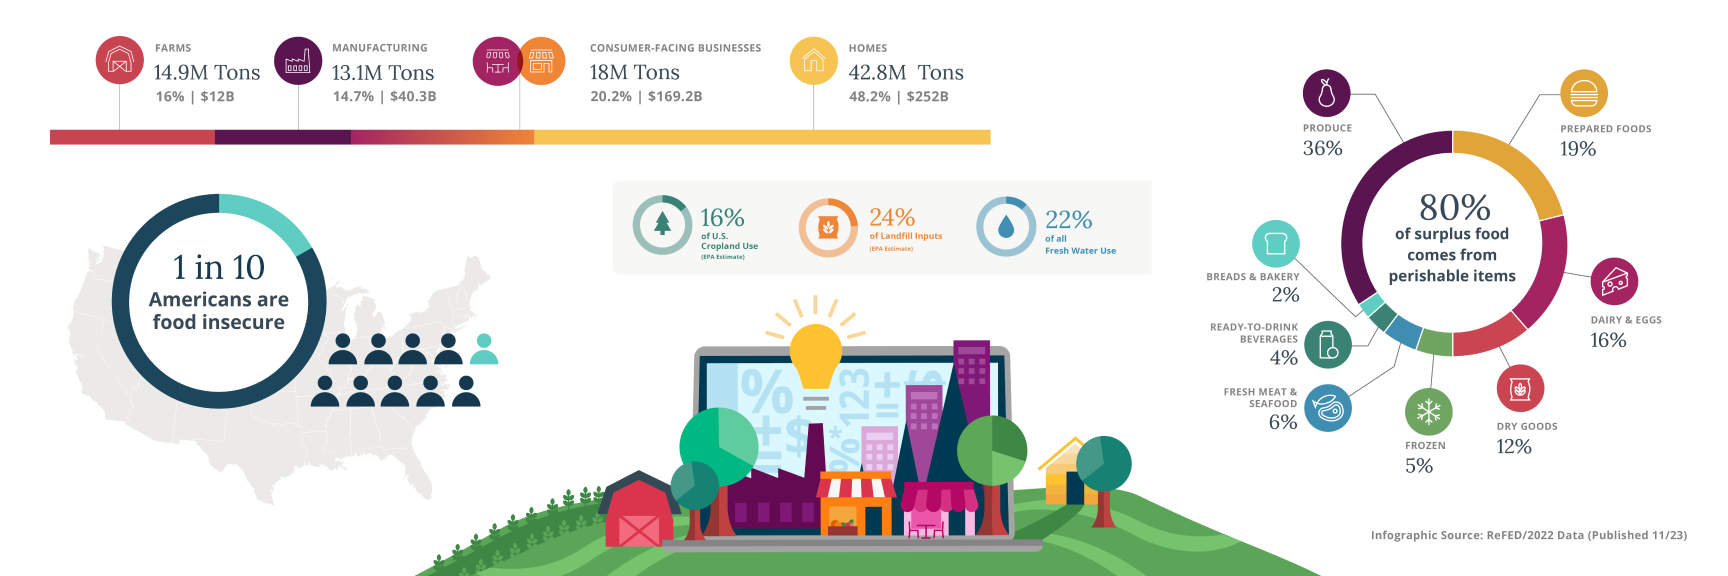 FARMS
14.9M Tons
16% | $12B
MANUFACTURING
13.1M Tons
14.7% | $40.3B
CONSUMER-FACING BUSINESSES
18M Tons
20.2% | $169.2B
HOMES
42.8M Tons
48.2% | $252B
1 in 10
Americans are
food insecure
16%
of U.S.
Cropland Use
(EPA Estimate)
24%
of Landfill Inputs
(EPA Estimate)
22%
of all
Fresh Water Use
%
+$
%*123
=+
$
80%
of surplus food
comes from
perishable items
PRODUCE
36%
PREPARED FOODS
19%
DAIRY & EGGS
16%
DRY GOODS
12%
FROZEN
5%
FRESH MEAT &
SEAFOOD
6%
READY-TO-DRINK
BEVERAGES
4%
BREADS & BAKERY
2%
Infographic Source: ReFED/2022 Data (Published 11/23)